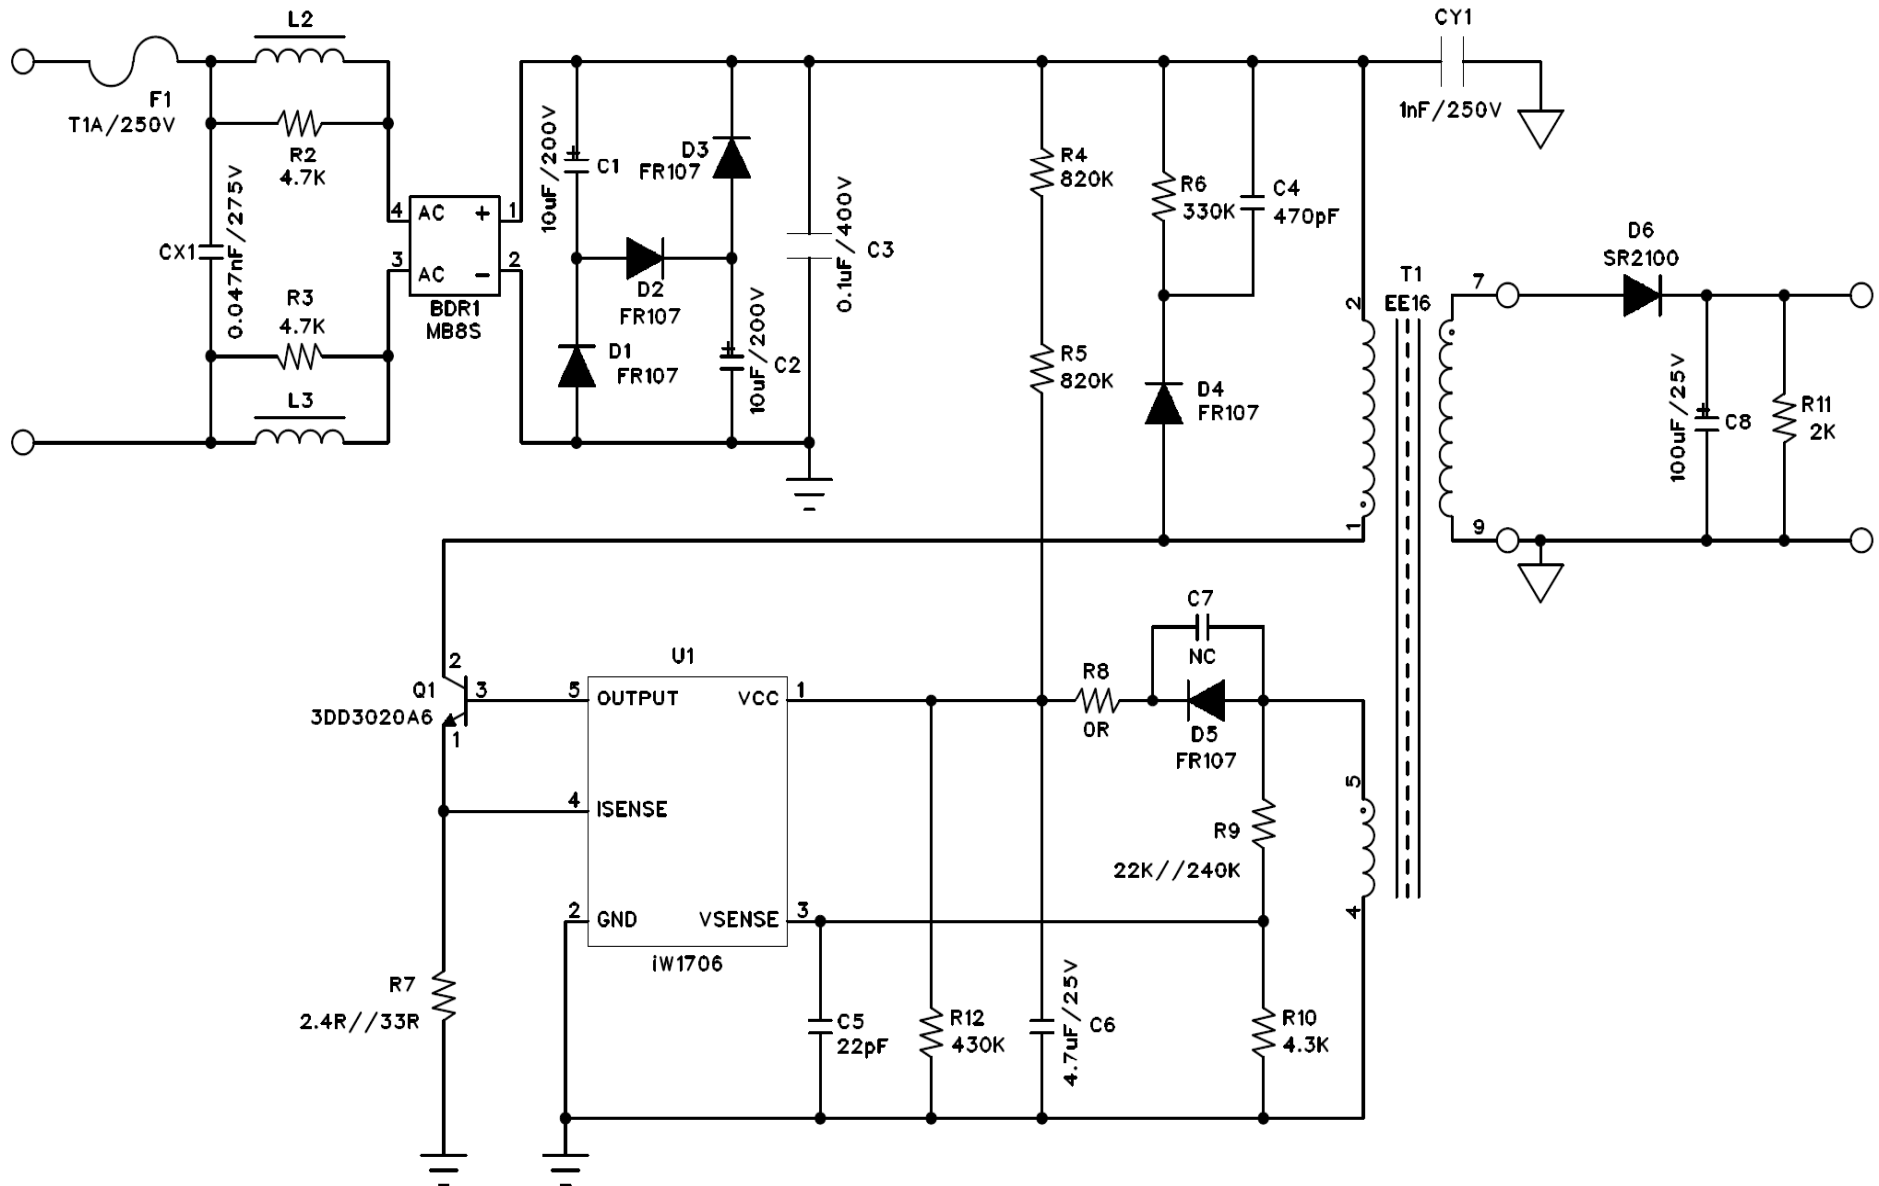 L2
CY1
F1
T1A/250V
1nF/250V
R2
4.7K
CX1
0.047nF/275V
4 AC + 1
3 AC − 2
BDR1
MB8S
R3
4.7K
L3
10uF/200V
C1
D3
FR107
D2
FR107
D1
FR107
10uF/200V
C2
0.1uF/400V
C3
R4
820K
R5
820K
R6
330K
C4
470pF
D4
FR107
T1
EE16
2
1
7
9
D6
SR2100
100uF/25V
C8
R11
2K
Q1
3DD3020A6
2
3
1
U1
5 OUTPUT VCC 1
4 ISENSE
2 GND VSENSE 3
iW1706
R7
2.4R//33R
C7
NC
R8
0R
D5
FR107
R9
22K//240K
5
4
C5
22pF
R12
430K
4.7uF/25V
C6
R10
4.3K